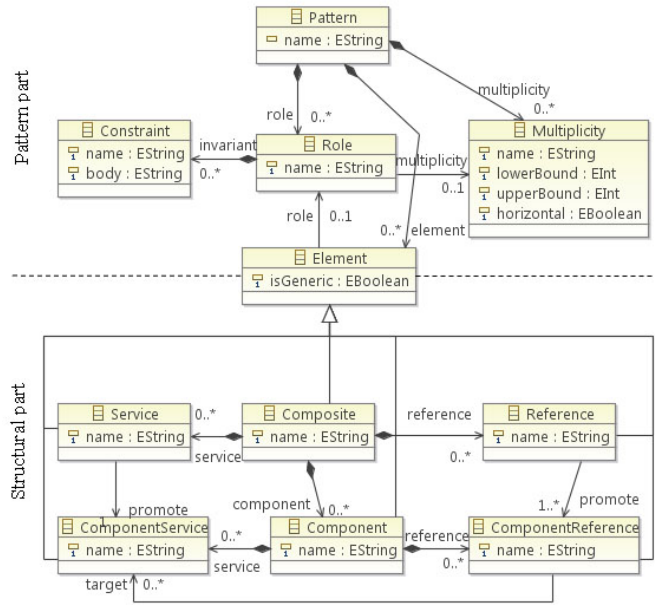 Pattern
name : EString
Pattern part
role
0..*
multiplicity
0..*
Constraint
name : EString
body : EString
invariant
0..*
Role
name : EString
multiplicity
0..1
Multiplicity
name : EString
lowerBound : EInt
upperBound : EInt
horizontal : EBoolean
role
0..1
0..*
element
Element
isGeneric : EBoolean
Structural part
Service
name : EString
0..*
service
Composite
name : EString
reference
0..*
Reference
name : EString
1
promote
component
0..*
1..*
promote
ComponentService
name : EString
0..*
service
Component
name : EString
reference
0..*
ComponentReference
name : EString
target
0..*